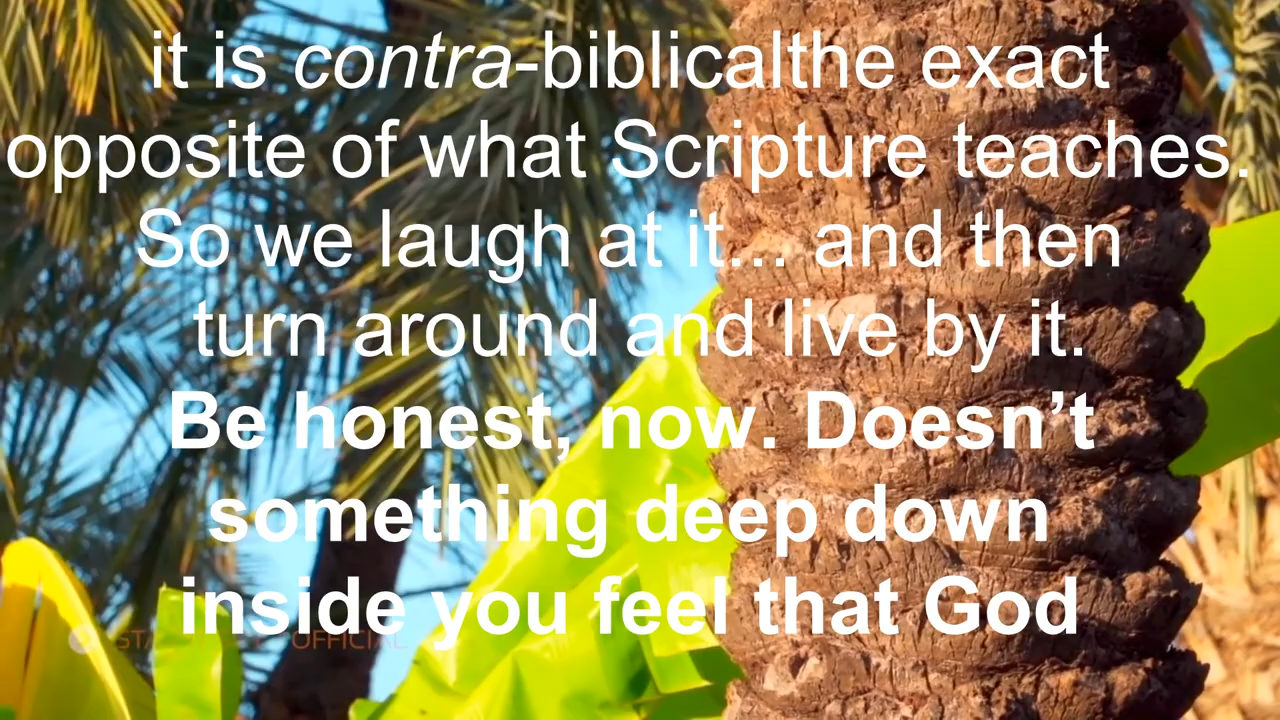 it is contra-biblicalthe exact
opposite of what Scripture teaches.
So we laugh at it... and then
turn around and live by it.
Be honest, now. Doesn’t
something deep down
inside you feel that God
OFFICIAL